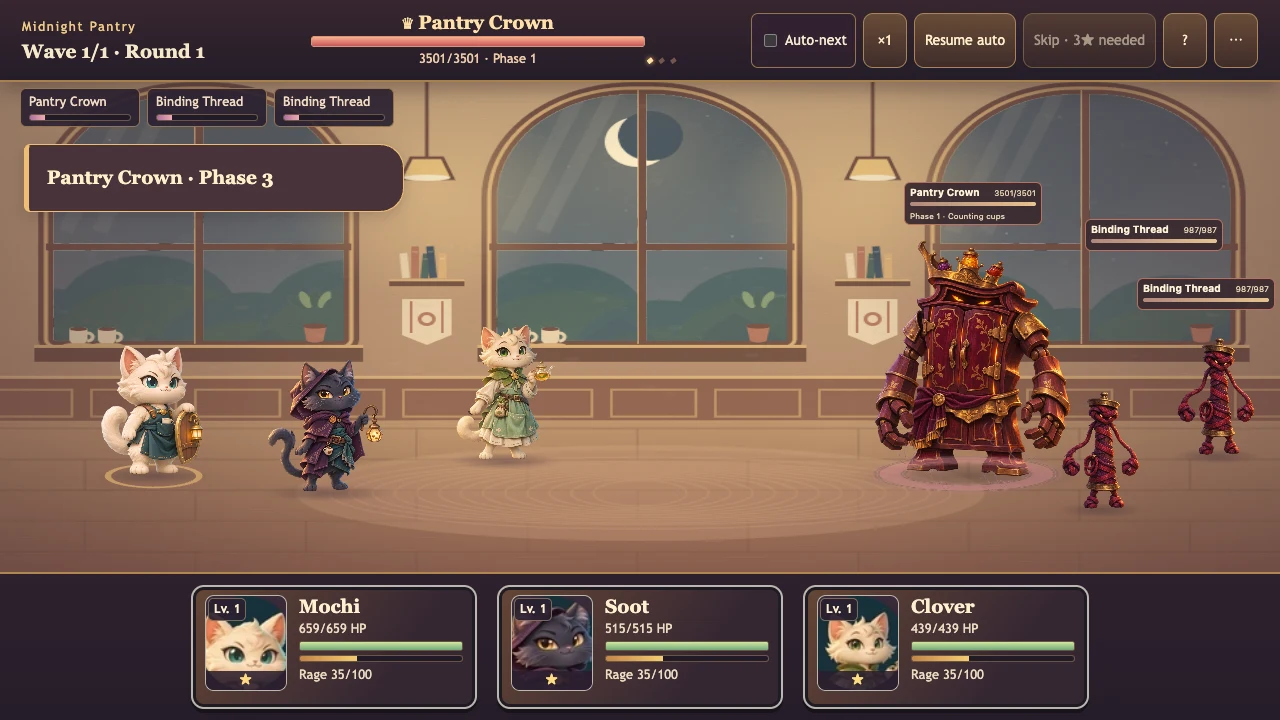 Midnight Pantry
Wave 1/1 · Round 1
♛ Pantry Crown
3501/3501 · Phase 1
Auto-next
×1
Resume auto
Skip · 3★ needed
?
···
Pantry Crown
Binding Thread
Binding Thread
Pantry Crown · Phase 3
Pantry Crown 3501/3501
Phase 1 · Counting cups
Binding Thread 987/987
Binding Thread 987/987
Lv. 1
Mochi
659/659 HP
Rage 35/100
Lv. 1
Soot
515/515 HP
Rage 35/100
Lv. 1
Clover
439/439 HP
Rage 35/100